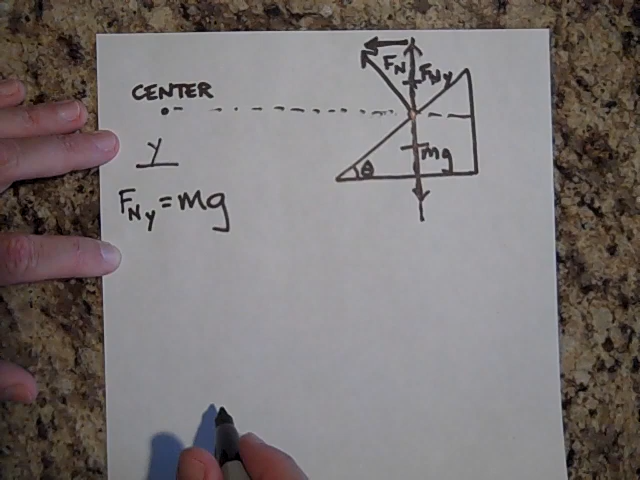 CENTER
F_N F_Ny
mg
θ
y
F_Ny = mg